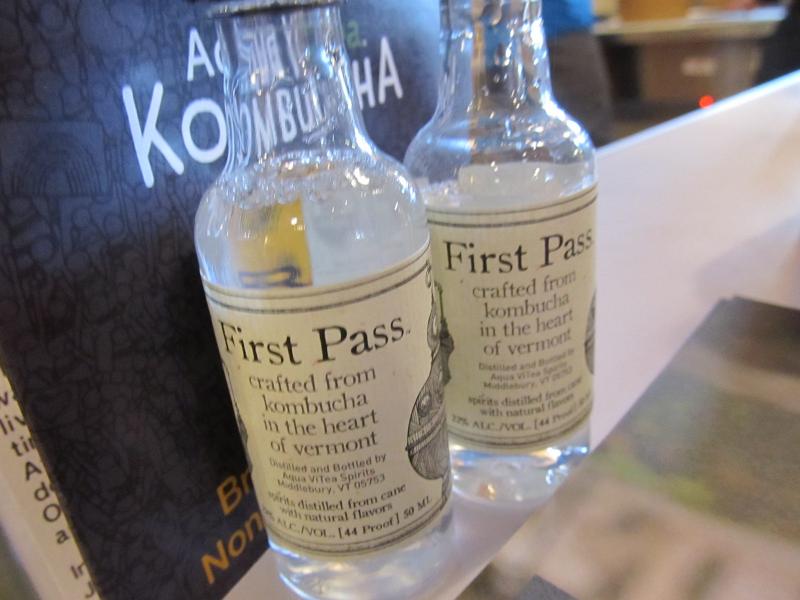 KOMBUCHA
First Pass.
crafted from
kombucha
in the heart
of vermont
Distilled and Bottled by
Aqua ViTea Spirits
Middlebury, VT 05753
spirits distilled from cane
with natural flavors
ALC./VOL. [44 Proof] 50 ML
First Pass.
crafted from
kombucha
in the heart
of vermont
Distilled and Bottled by
Aqua ViTea Spirits
Middlebury, VT 05753
spirits distilled from cane
with natural flavors
22% ALC./VOL. [44 Proof]